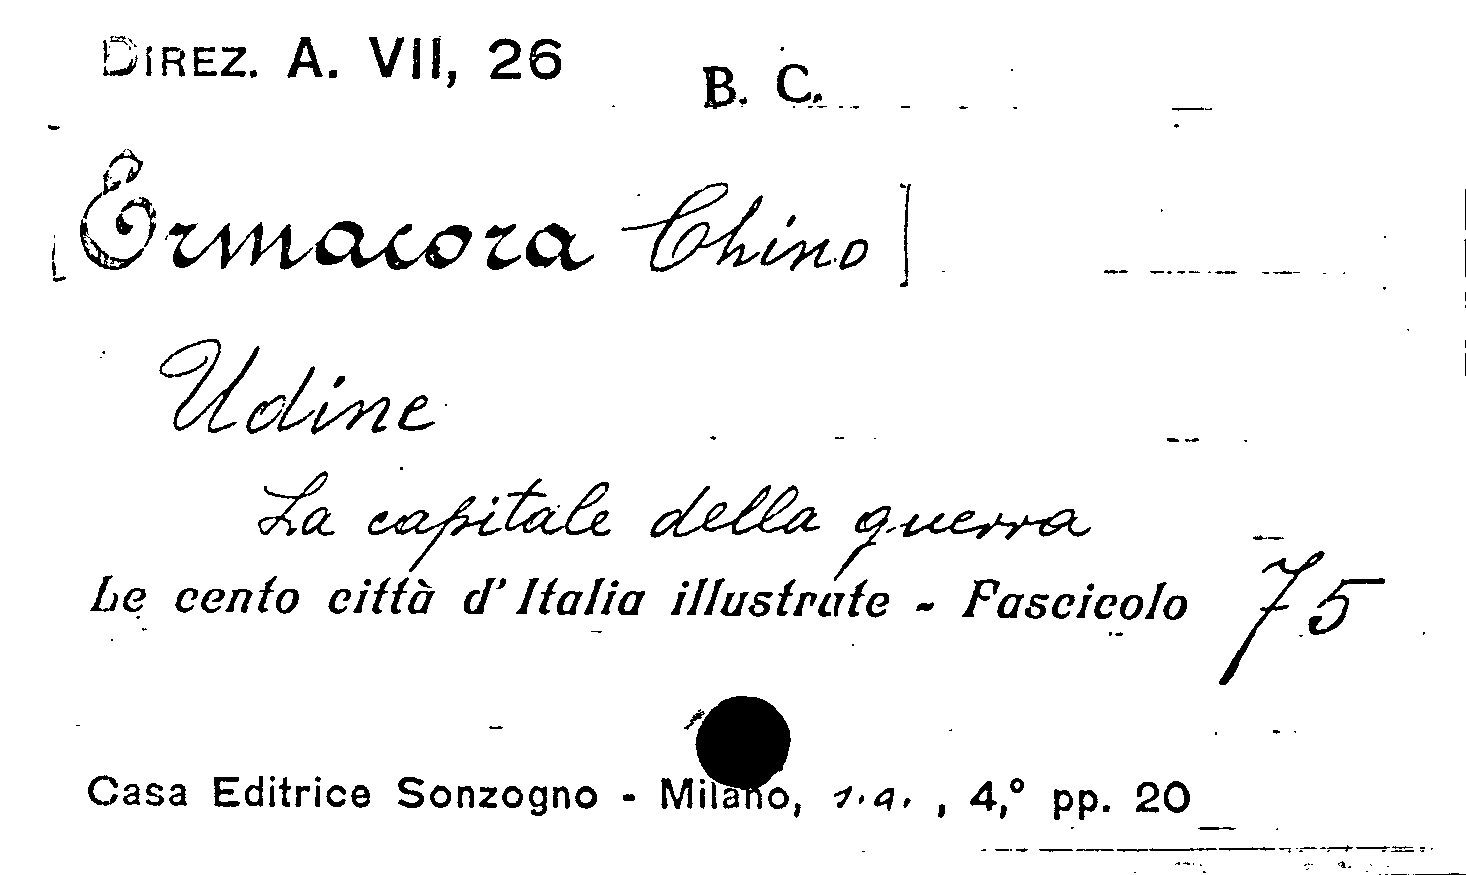 DIREZ. A. VII, 26
B. C.
[Ermacora Chino]
Udine
La capitale della guerra
Le cento città d'Italia illustrate - Fascicolo 75
Casa Editrice Sonzogno - Milano, s.a. , 4,° pp. 20